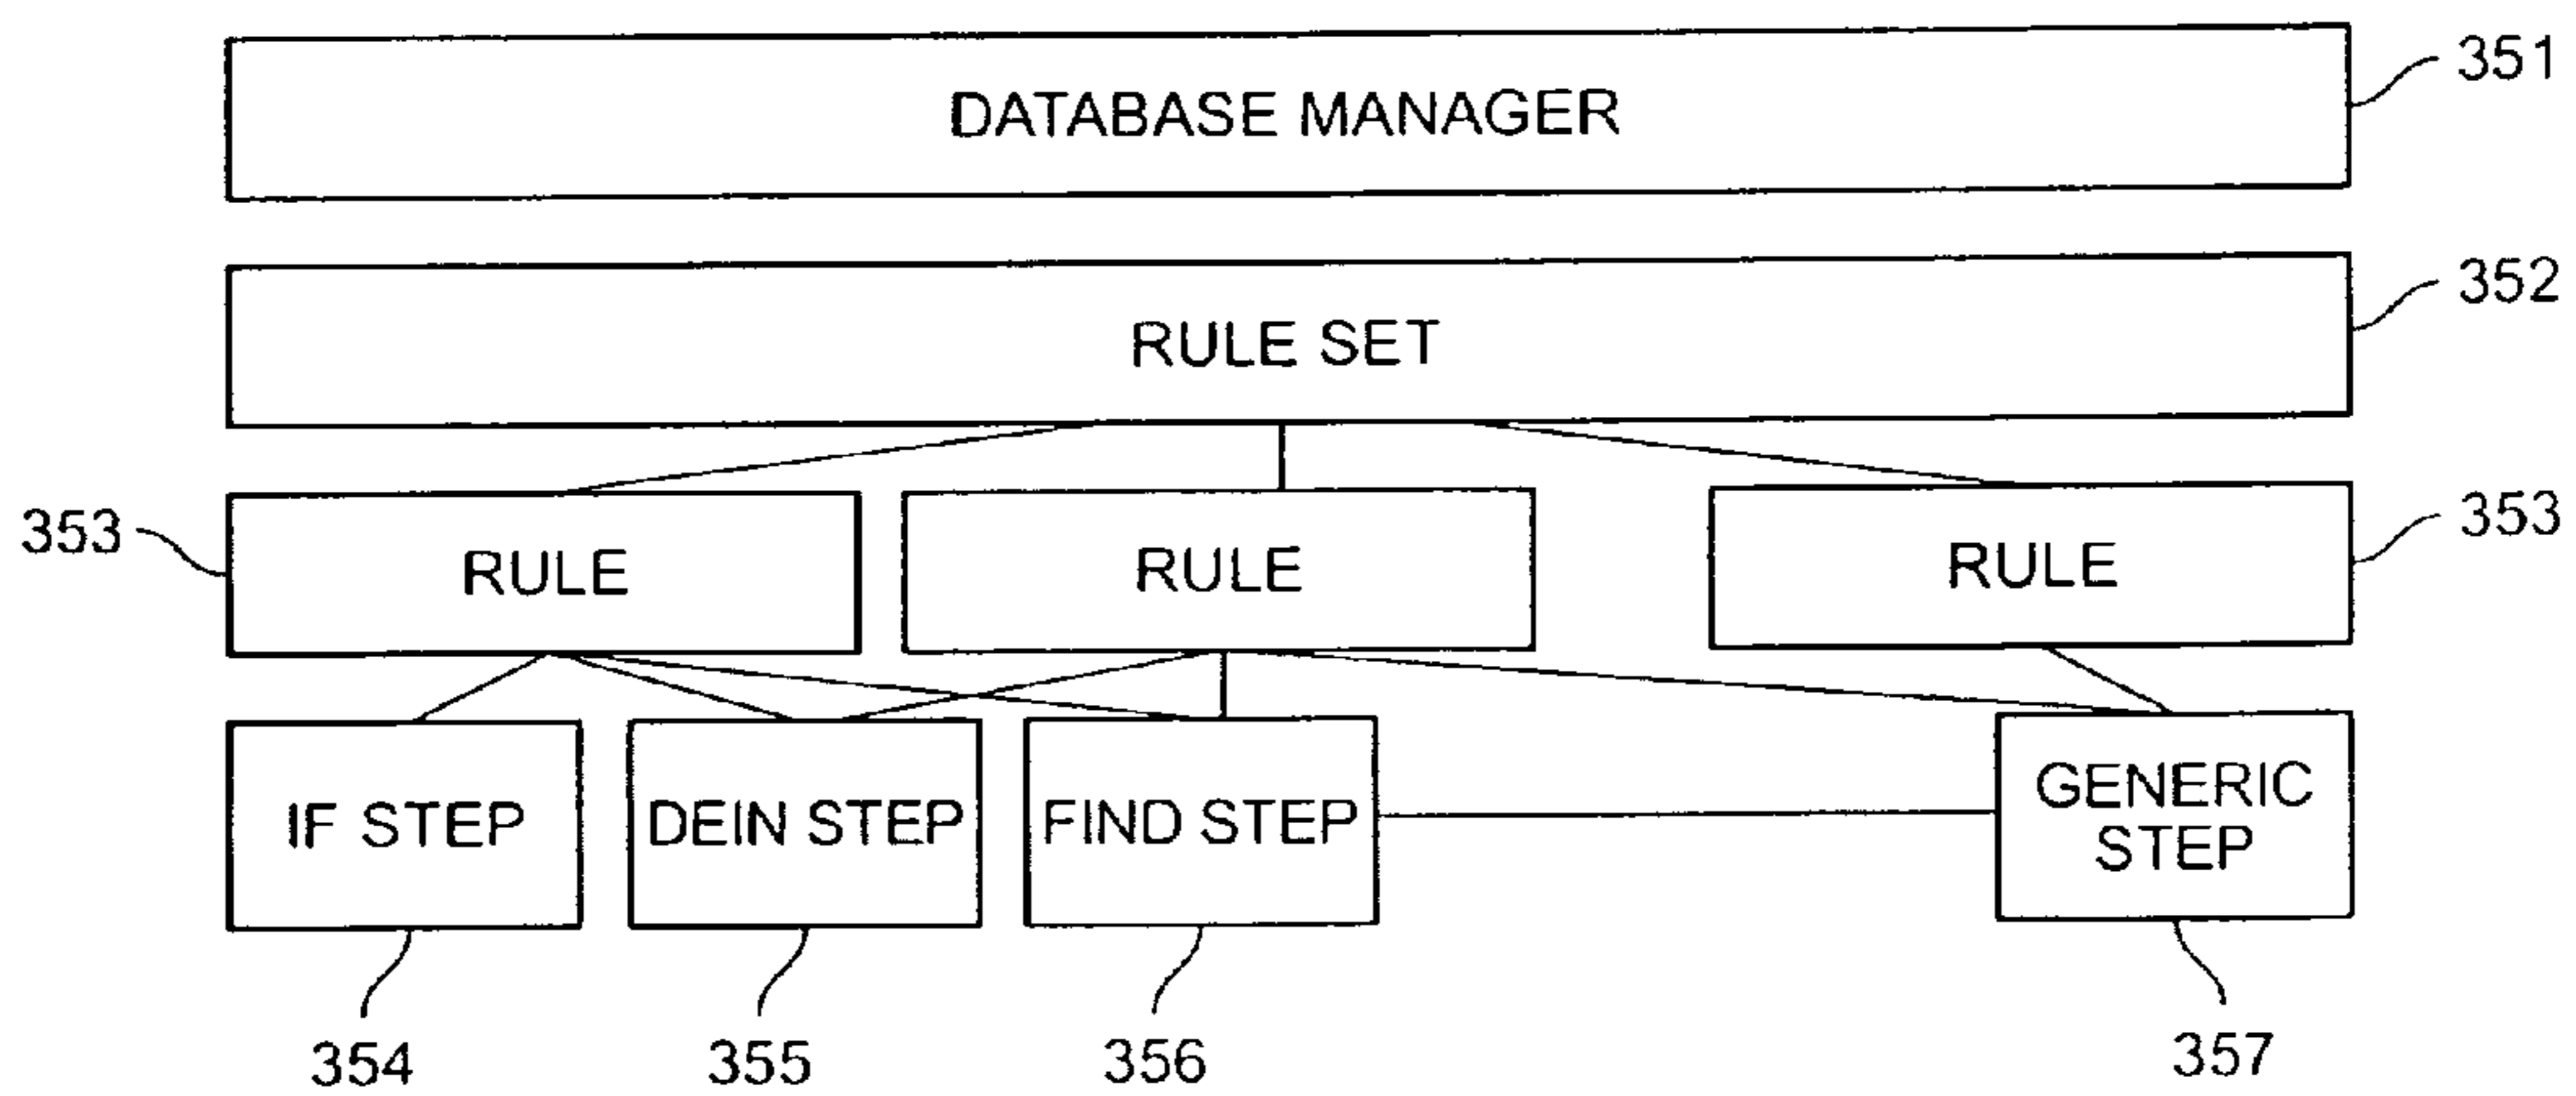 DATABASE MANAGER
351
RULE SET
352
353
RULE
RULE
RULE
353
IF STEP
DEIN STEP
FIND STEP
GENERIC
STEP
354
355
356
357